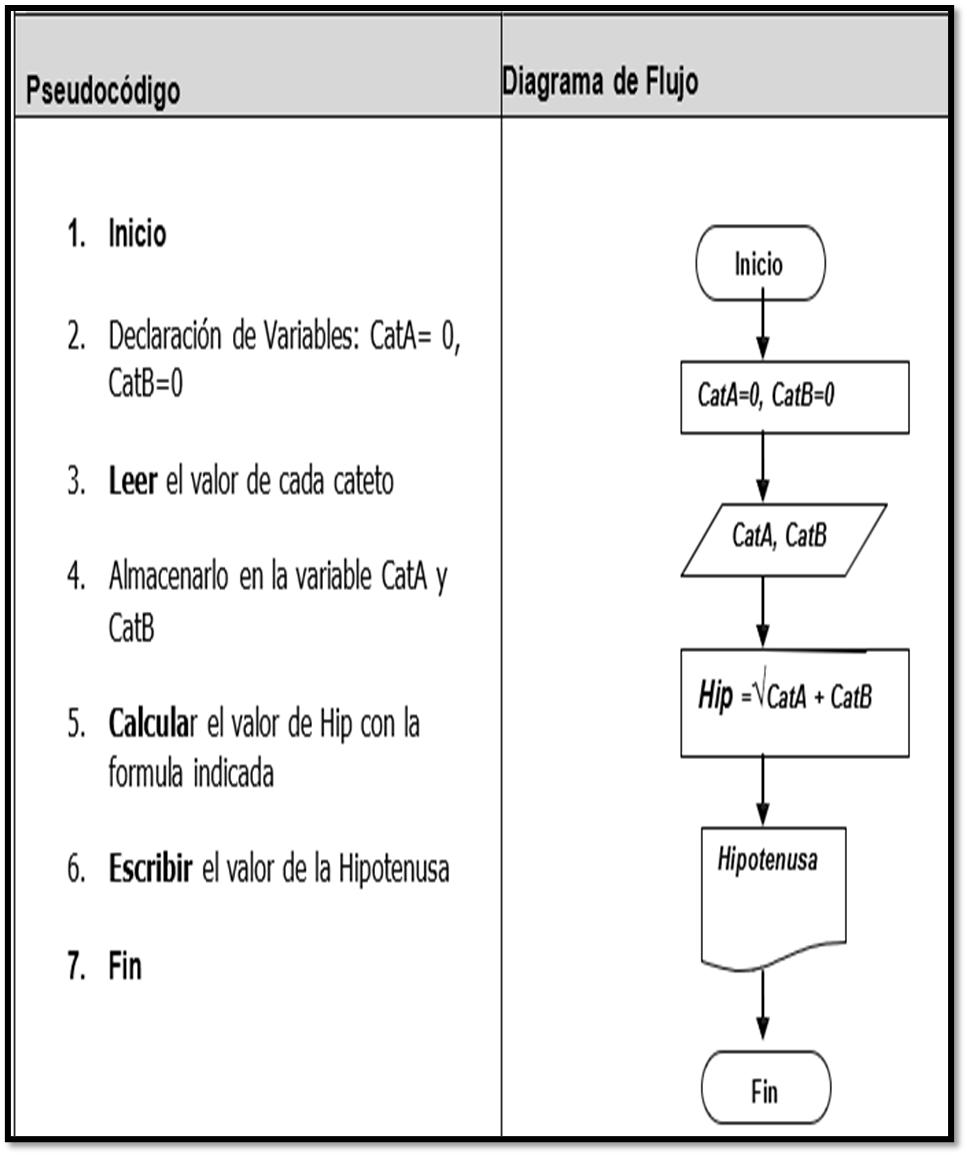 Pseudocódigo
1. Inicio
2. Declaración de Variables: CatA= 0,
CatB=0
3. Leer el valor de cada cateto
4. Almacenarlo en la variable CatA y
CatB
5. Calcular el valor de Hip con la
formula indicada
6. Escribir el valor de la Hipotenusa
7. Fin
Diagrama de Flujo
Inicio
CatA=0, CatB=0
CatA, CatB
Hip =√CatA + CatB
Hipotenusa
Fin